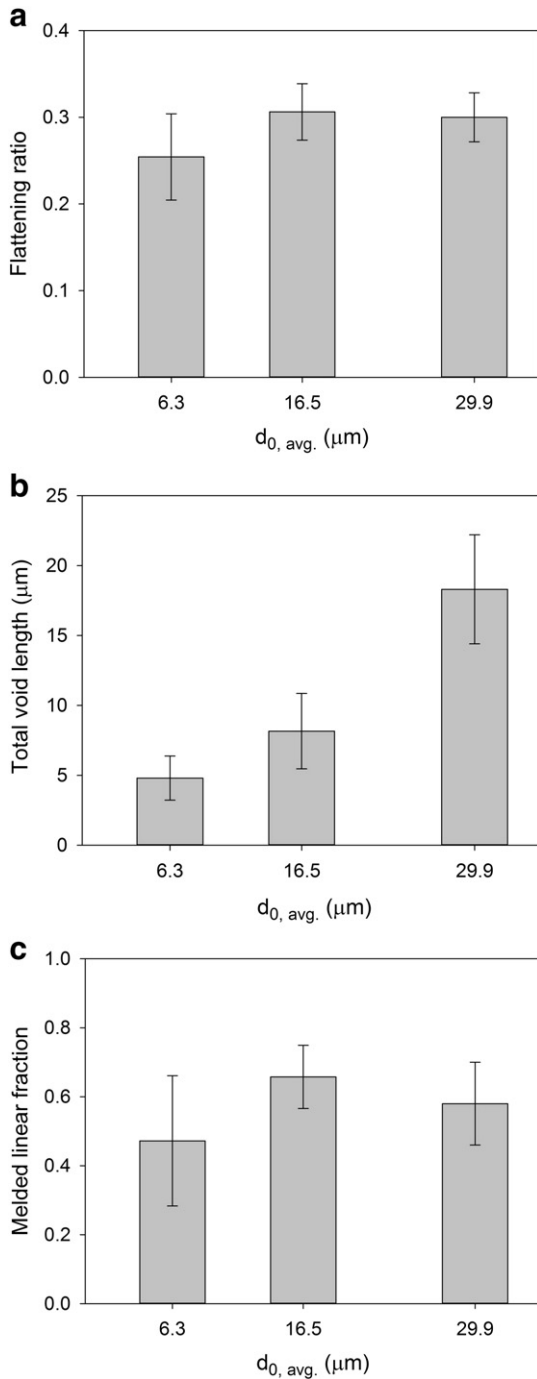 a
0.4
0.3
0.2
0.1
0.0
Flattening ratio
6.3 16.5 29.9
d0, avg. (μm)
b
25
20
15
10
5
0
Total void length (μm)
6.3 16.5 29.9
d0, avg. (μm)
c
1.0
0.8
0.6
0.4
0.2
0.0
Melded linear fraction
6.3 16.5 29.9
d0, avg. (μm)